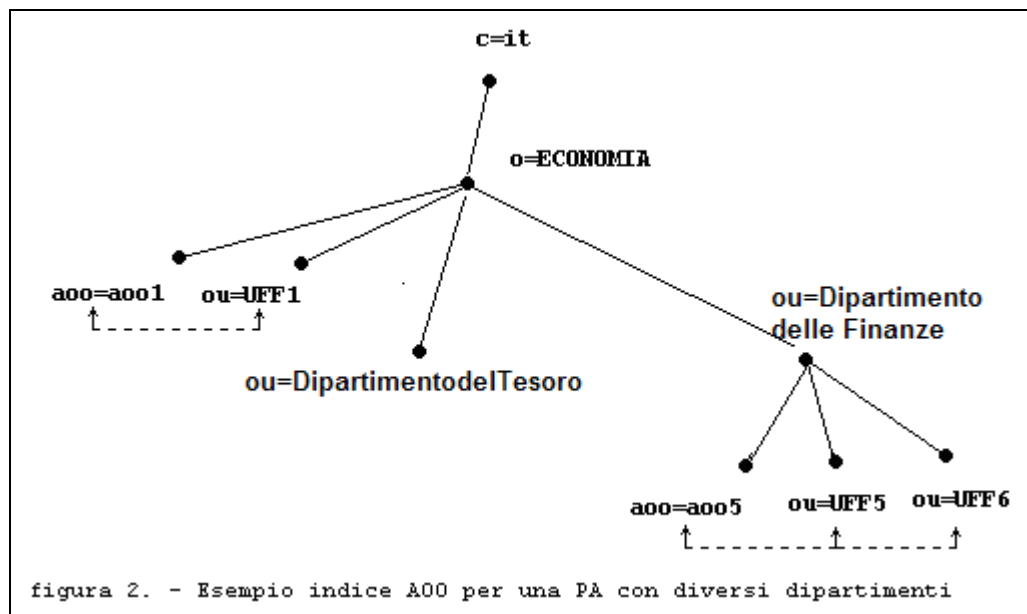 c=it
o=ECONOMIA
aoo=aoo1
ou=UFF1
ou=Dipartimento
delle Finanze
ou=DipartimentodelTesoro
aoo=aoo5
ou=UFF5
ou=UFF6
figura 2. - Esempio indice AOO per una PA con diversi dipartimenti